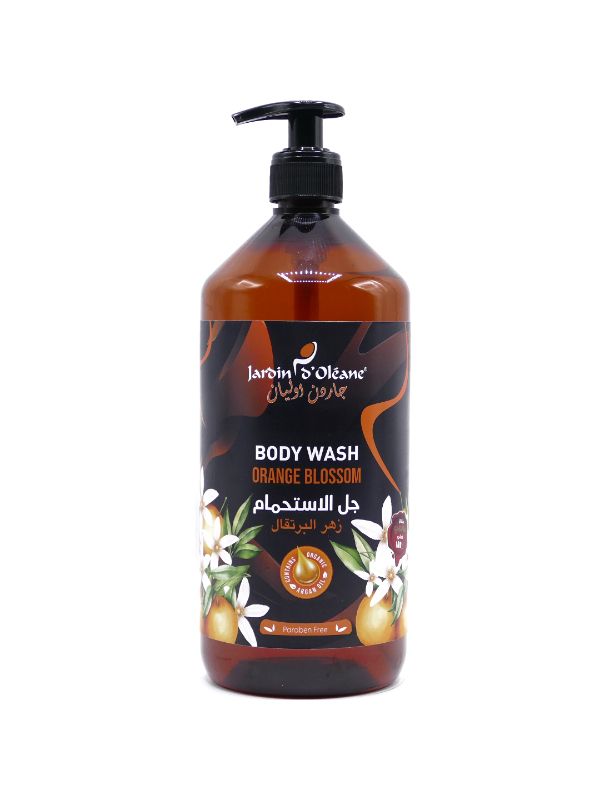 Jardin d'Oléane®
جاردن اوليان
BODY WASH
ORANGE BLOSSOM
جل الاستحمام
زهر البرتقال
CONTAINS ORGANIC
ARGAN OIL
Paraben Free